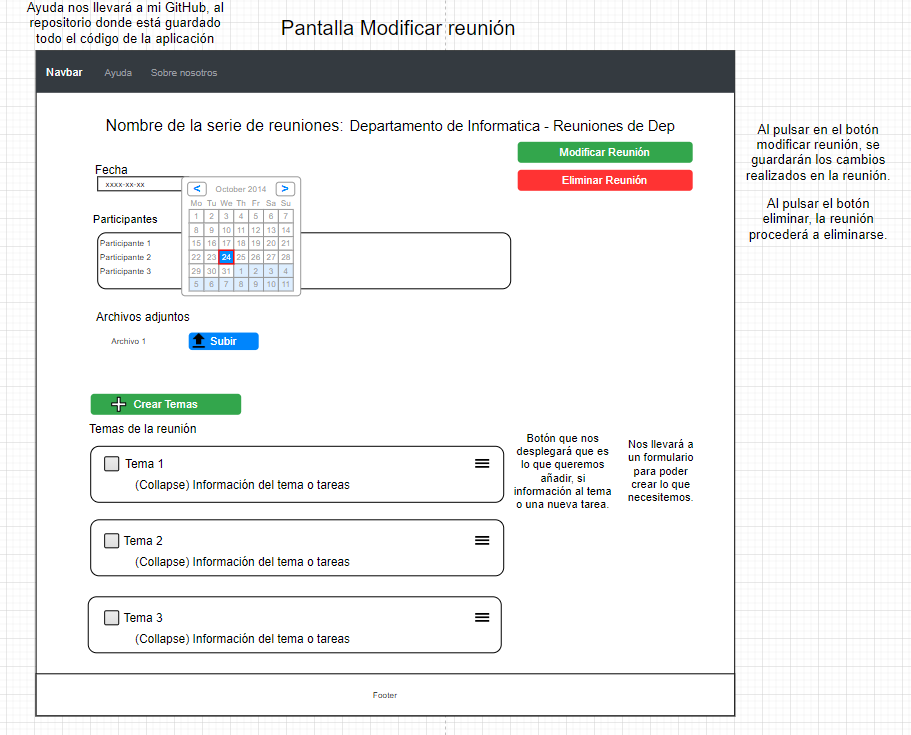 Ayuda nos llevará a mi GitHub, al
repositorio donde está guardado
todo el código de la aplicación
Pantalla Modificar reunión
Navbar Ayuda Sobre nosotros
Nombre de la serie de reuniones: Departamento de Informatica - Reuniones de Dep
Modificar Reunión
Eliminar Reunión
Al pulsar en el botón
modificar reunión, se
guardarán los cambios
realizados en la reunión.
Al pulsar el botón
eliminar, la reunión
procederá a eliminarse.
Fecha
xxxx-xx-xx
< October 2014 >
Mo Tu We Th Fr Sa Su
1 2 3 4 5 6 7
8 9 10 11 12 13 14
15 16 17 18 19 20 21
22 23 24 25 26 27 28
29 30 31 1 2 3 4
5 6 7 8 9 10 11
Participantes
Participante 1
Participante 2
Participante 3
Archivos adjuntos
Archivo 1 Subir
Crear Temas
Temas de la reunión
Tema 1
(Collapse) Información del tema o tareas
Botón que nos
desplegará que es
lo que queremos
añadir, si
información al tema
o una nueva tarea.
Nos llevará a
un formulario
para poder
crear lo que
necesitemos.
Tema 2
(Collapse) Información del tema o tareas
Tema 3
(Collapse) Información del tema o tareas
Footer